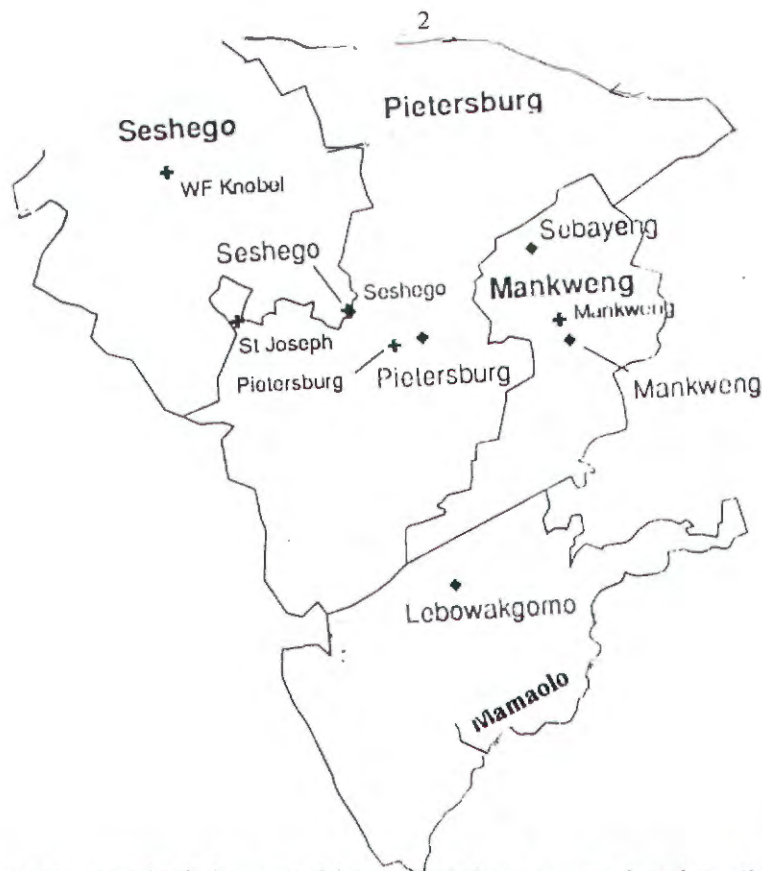 2
Pietersburg
Seshego
WF Knobel
Sebayeng
Seshego
Mankweng
Seshego
Mankweng
St Joseph
Pietersburg
Pietersburg
Mankweng
Lebowakgomo
Mamaolo